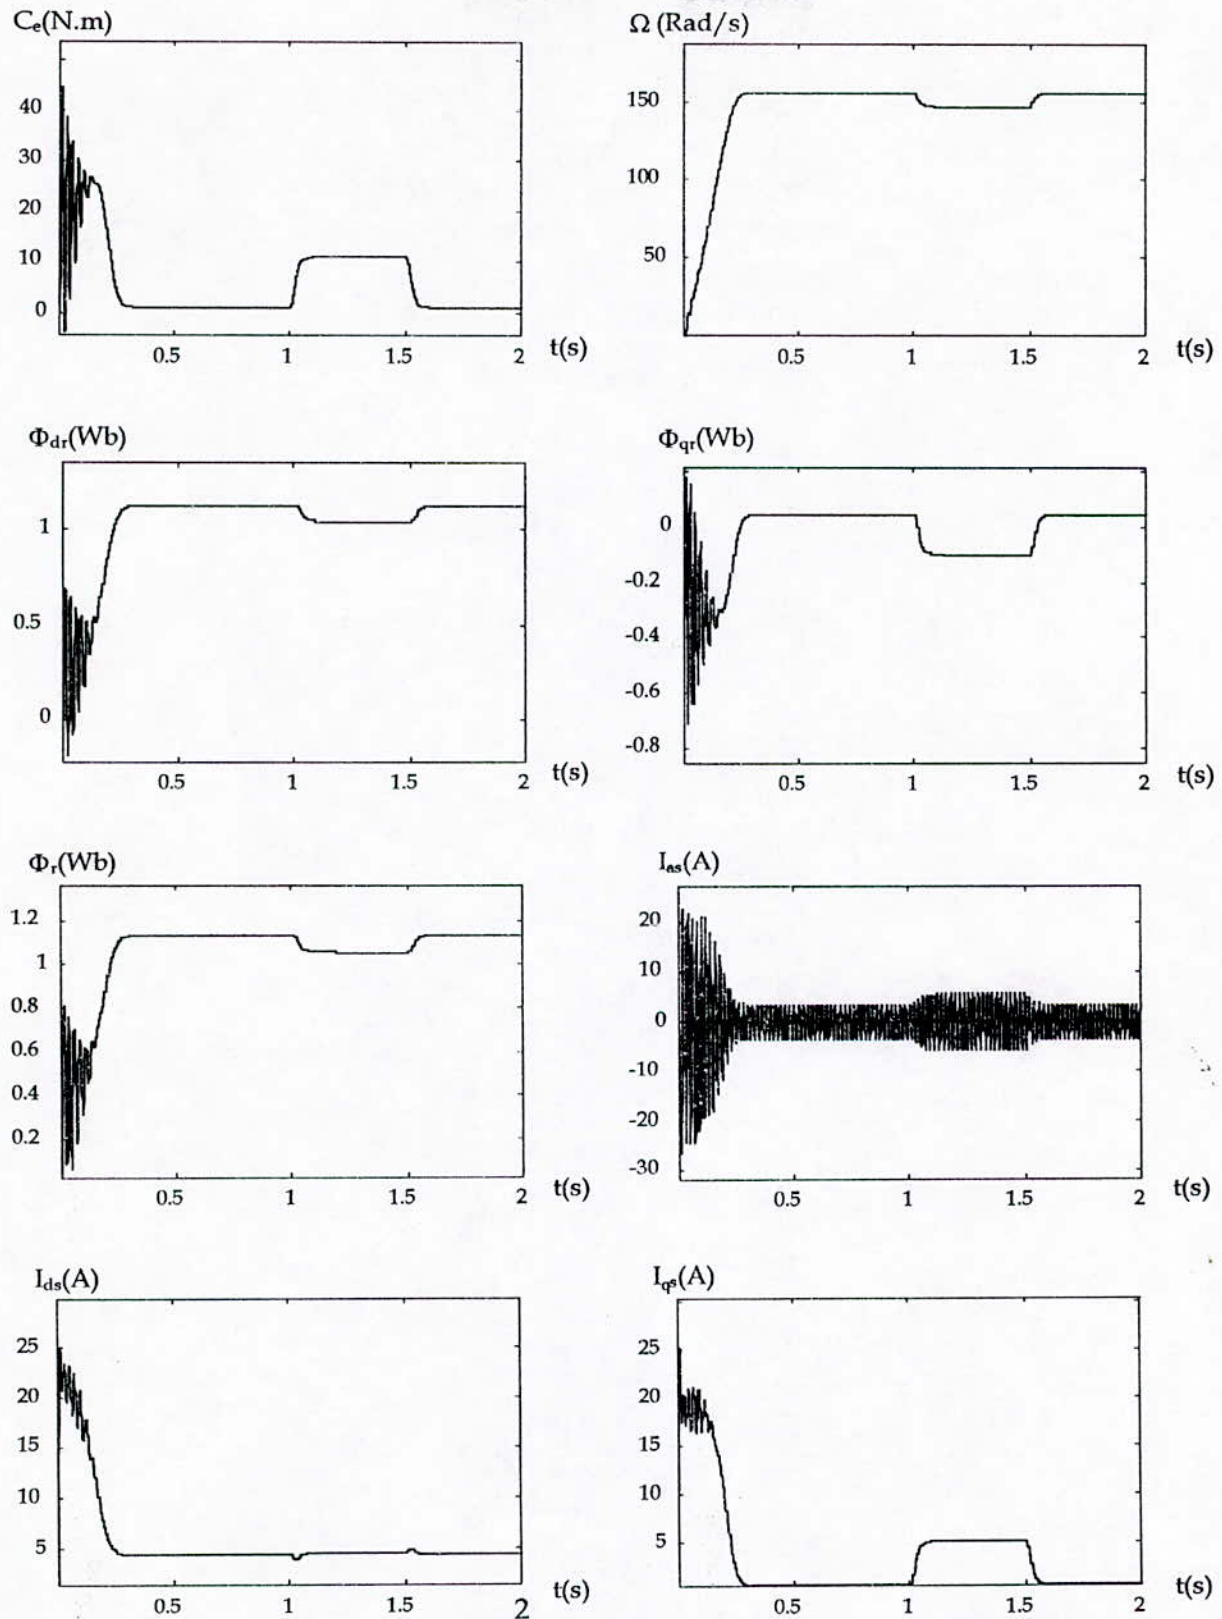 Cₑ(N.m)
40
30
20
10
0
0.5 1 1.5 2 t(s)
Ω (Rad/s)
150
100
50
0.5 1 1.5 2 t(s)
Φdr(Wb)
1
0.5
0
0.5 1 1.5 2 t(s)
Φqr(Wb)
0
-0.2
-0.4
-0.6
-0.8
0.5 1 1.5 2 t(s)
Φr(Wb)
1.2
1
0.8
0.6
0.4
0.2
0.5 1 1.5 2 t(s)
Ias(A)
20
10
0
-10
-20
-30
0.5 1 1.5 2 t(s)
Ids(A)
25
20
15
10
5
0.5 1 1.5 2 t(s)
Iqs(A)
25
20
15
10
5
0.5 1 1.5 2 t(s)